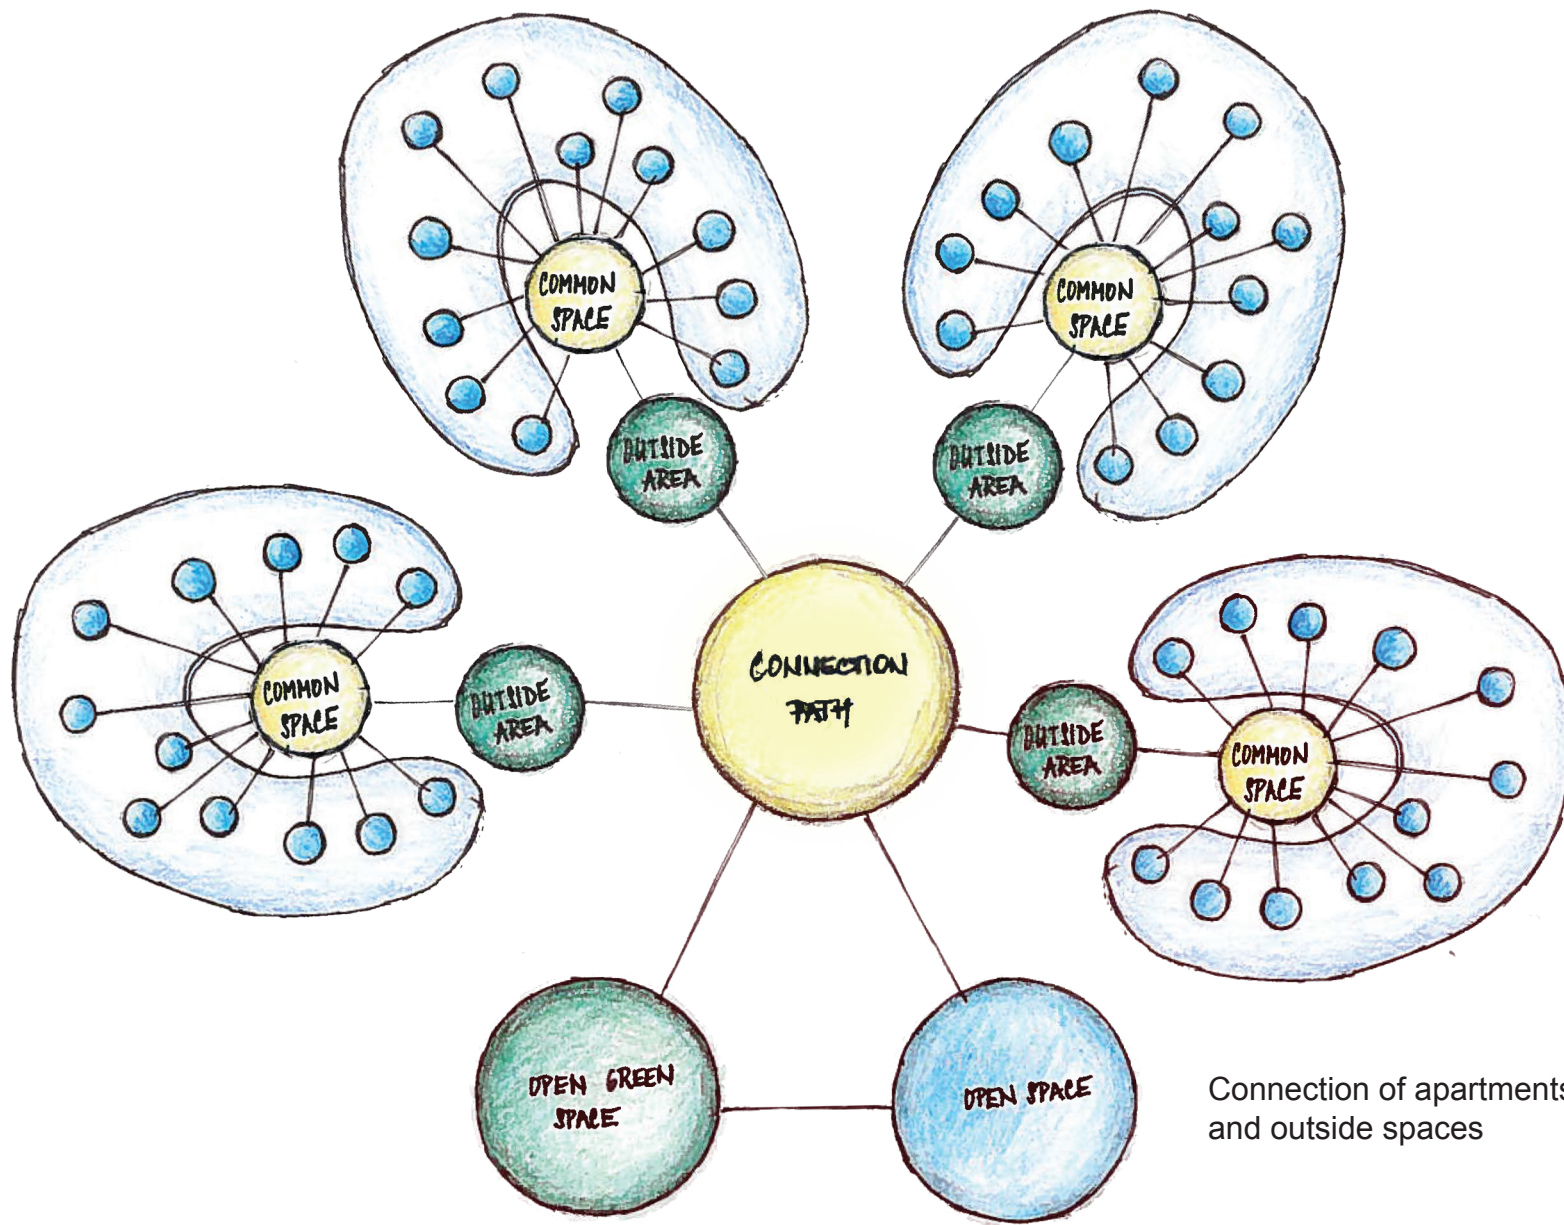 COMMON
SPACE
COMMON
SPACE
OUTSIDE
AREA
OUTSIDE
AREA
COMMON
SPACE
OUTSIDE
AREA
CONNECTION
PATH
OUTSIDE
AREA
COMMON
SPACE
OPEN GREEN
SPACE
OPEN SPACE
Connection of apartments
and outside spaces